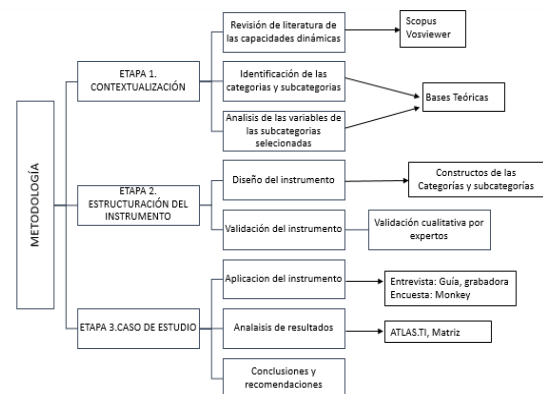 METODOLOGÍA
ETAPA 1.
CONTEXTUALIZACIÓN
Revisión de literatura de
las capacidades dinámicas
Scopus
Vosviewer
Identificación de las
categorias y subcategorias
Analisis de las variables de
las subcategorias
selecionadas
Bases Teóricas
ETAPA 2.
ESTRUCTURACIÓN DEL
INSTRUMENTO
Diseño del instrumento
Constructos de las
Categorías y subcategorías
Validación del instrumento
Validación cualitativa por
expertos
ETAPA 3.CASO DE ESTUDIO
Aplicacion del instrumento
Entrevista: Guía, grabadora
Encuesta: Monkey
Analaisis de resultados
ATLAS.TI, Matriz
Conclusiones y
recomendaciones